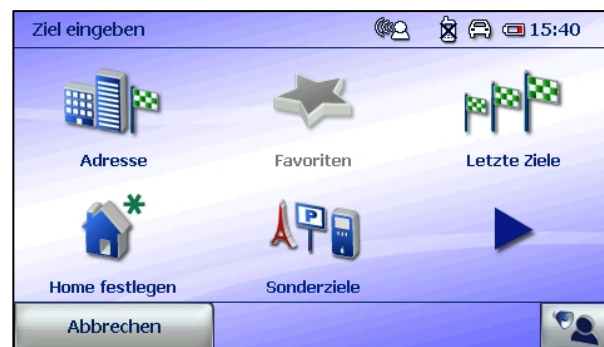 Ziel eingeben 15:40
Adresse Favoriten Letzte Ziele
P
Home festlegen Sonderziele
Abbrechen